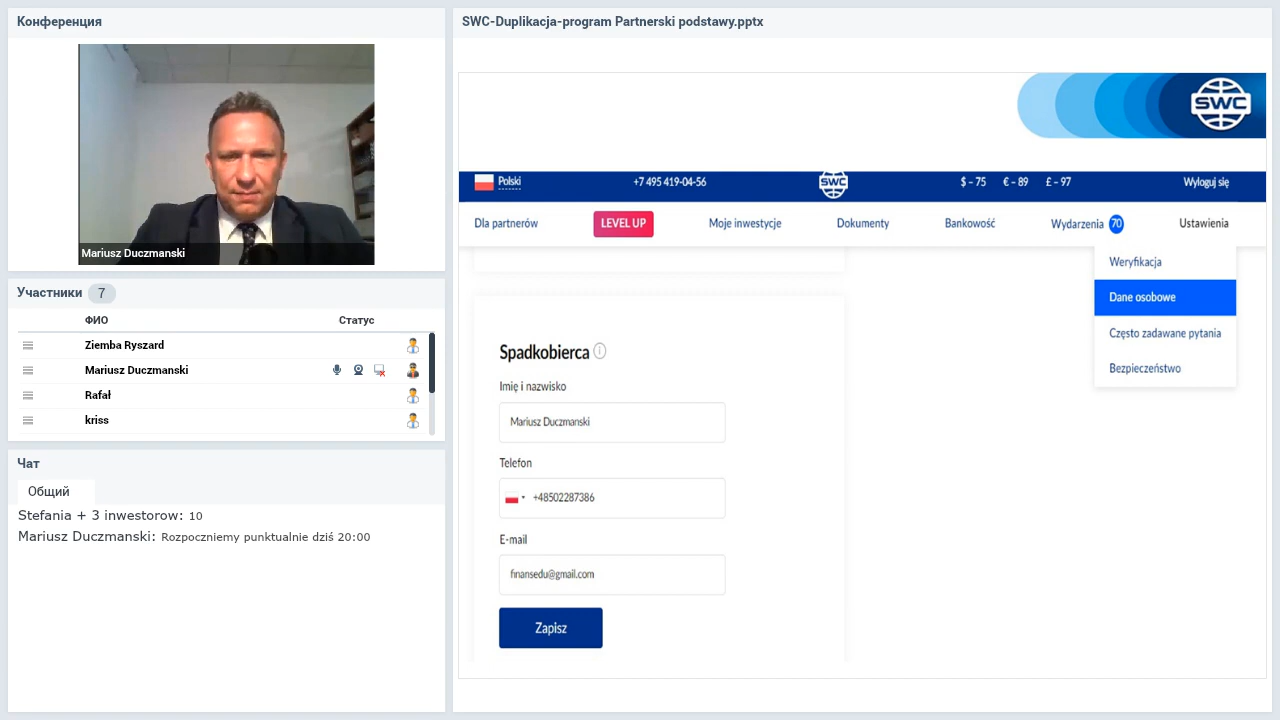 Конференция
Mariusz Duczmanski
Участники 7
ФИО Статус
Ziemba Ryszard
Mariusz Duczmanski
Rafał
kriss
Чат
Общий
Stefania + 3 inwestorow: 10
Mariusz Duczmanski: Rozpoczniemy punktualnie dziś 20:00
SWC-Duplikacja-program Partnerski podstawy.pptx
SWC
Polski +7 495 419-04-56 SWC $ – 75 € – 89 £ – 97 Wyloguj się
Dla partnerów LEVEL UP Moje inwestycje Dokumenty Bankowość Wydarzenia 70 Ustawienia
Weryfikacja
Dane osobowe
Często zadawane pytania
Bezpieczeństwo
Spadkobierca
Imię i nazwisko
Mariusz Duczmanski
Telefon
+48502287386
E-mail
finansedu@gmail.com
Zapisz